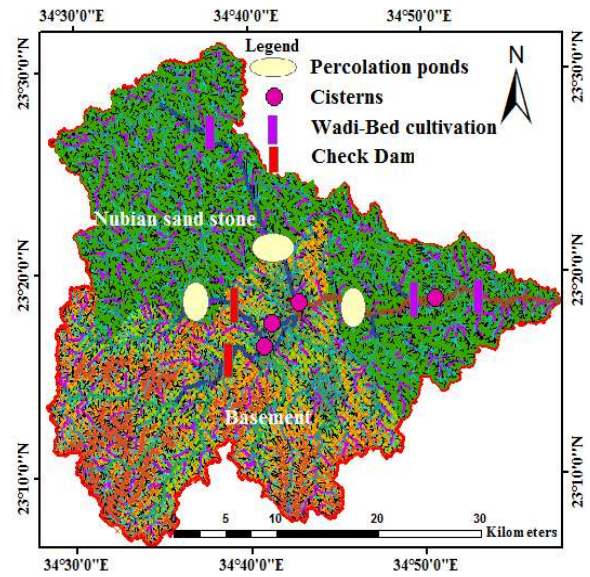 34°30'0"E 34°40'0"E 34°50'0"E
Legend
N
Percolation ponds
Cisterns
Wadi-Bed cultivation
Check Dam
23°30'0"N 23°30'0"N
Nubian sand stone
23°20'0"N 23°20'0"N
Basement
23°10'0"N 23°10'0"N
0 5 10 20 30
Kilometers
34°30'0"E 34°40'0"E 34°50'0"E